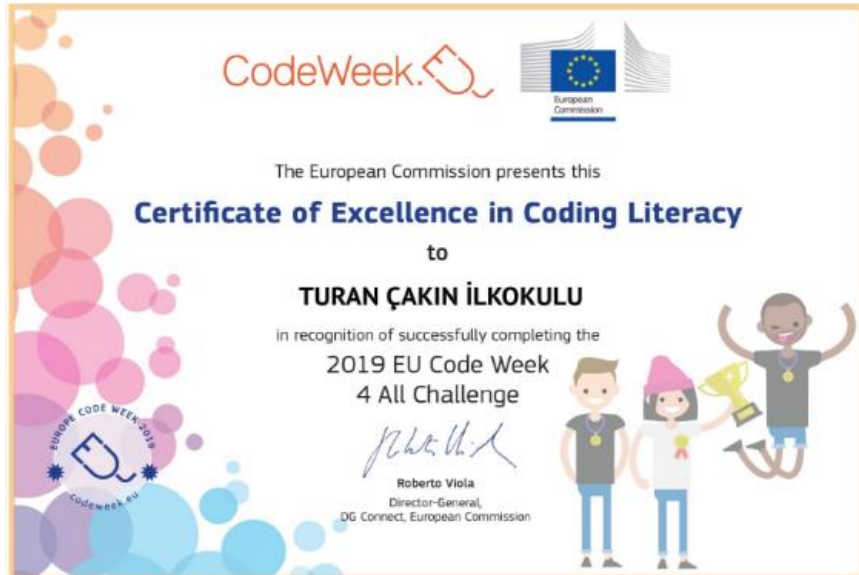 CodeWeek.
European
Commission
The European Commission presents this
Certificate of Excellence in Coding Literacy
to
TURAN ÇAKIN İLKOKULU
in recognition of successfully completing the
2019 EU Code Week
4 All Challenge
Roberto Viola
Director-General,
DG Connect, European Commission
EUROPE CODE WEEK 2019
codeweek.eu